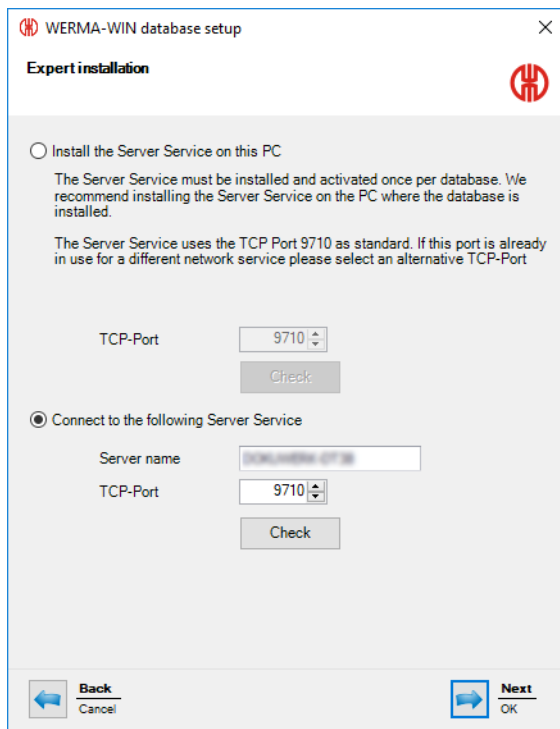 WERMA-WIN database setup
Expert installation
Install the Server Service on this PC
The Server Service must be installed and activated once per database. We
recommend installing the Server Service on the PC where the database is
installed.
The Server Service uses the TCP Port 9710 as standard. If this port is already
in use for a different network service please select an alternative TCP-Port
TCP-Port 9710
Check
Connect to the following Server Service
Server name
TCP-Port 9710
Check
Back
Cancel
Next
OK